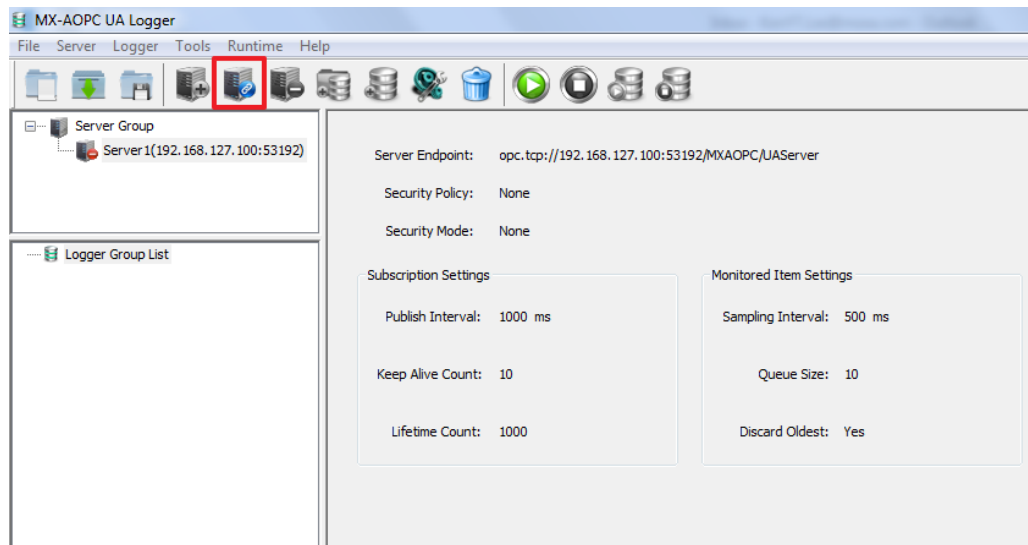 MX-AOPC UA Logger
File Server Logger Tools Runtime Help
Server Group
Server1(192.168.127.100:53192)
Logger Group List
Server Endpoint: opc.tcp://192.168.127.100:53192/MXAOPC/UAServer
Security Policy: None
Security Mode: None
Subscription Settings
Publish Interval: 1000 ms
Keep Alive Count: 10
Lifetime Count: 1000
Monitored Item Settings
Sampling Interval: 500 ms
Queue Size: 10
Discard Oldest: Yes